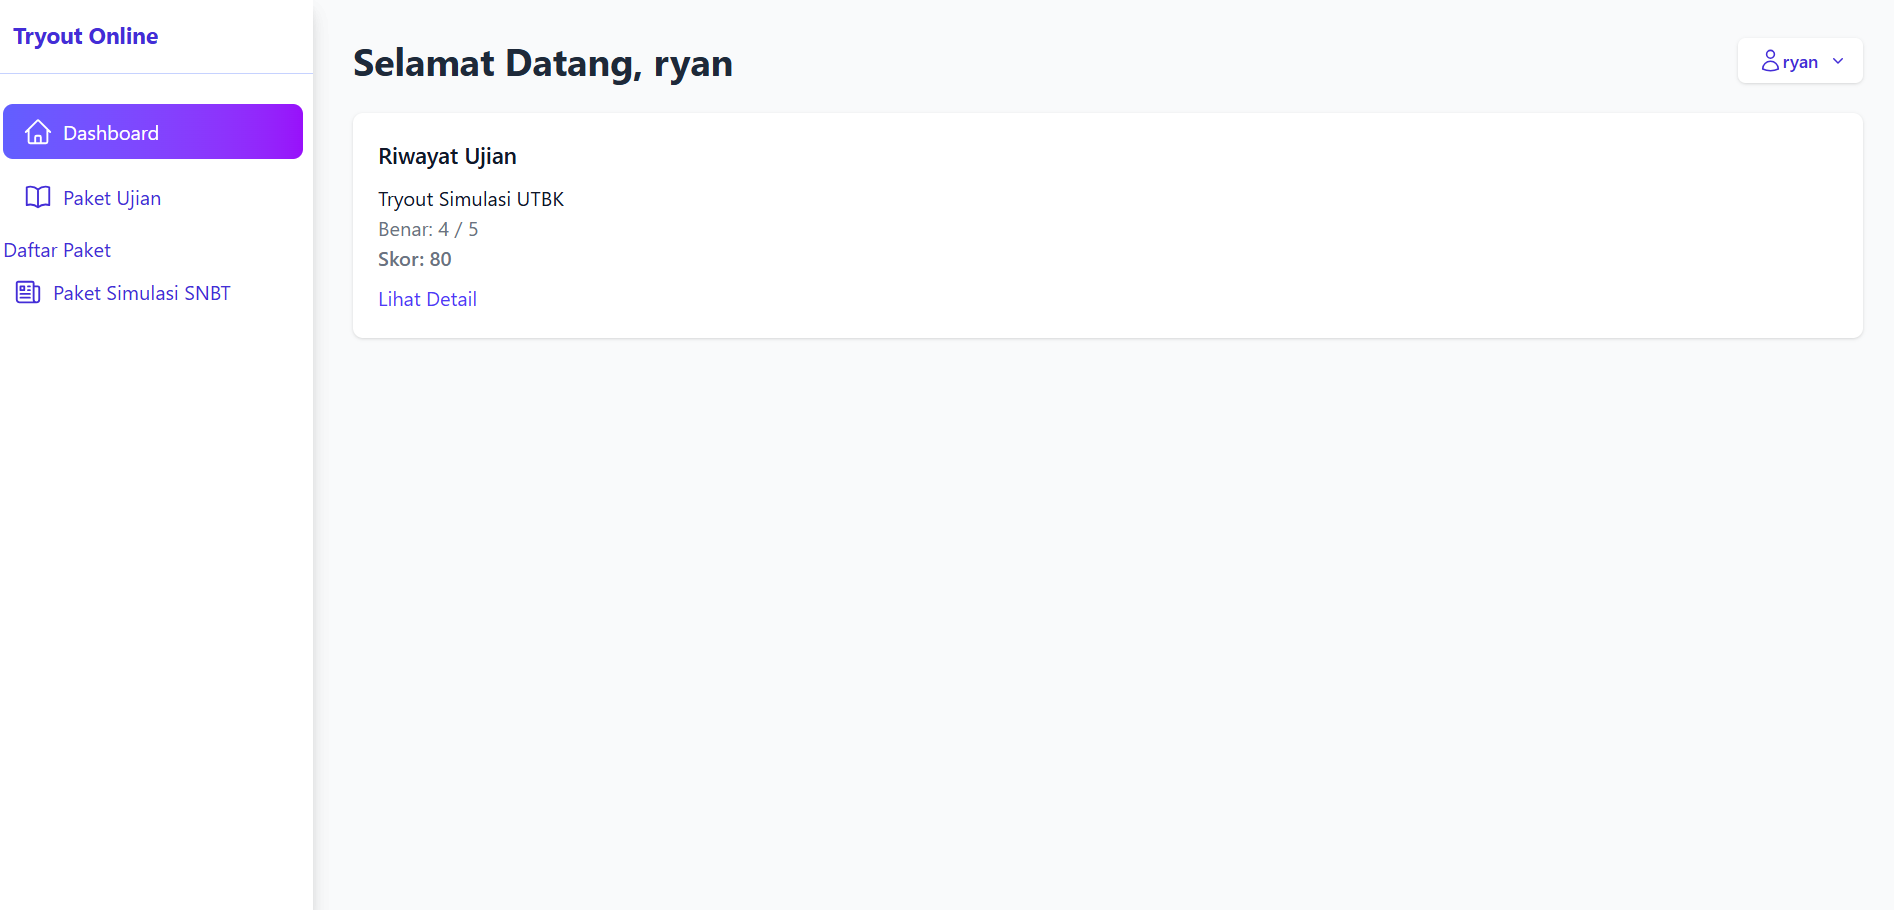 Tryout Online
Dashboard
Paket Ujian
Daftar Paket
Paket Simulasi SNBT
Selamat Datang, ryan
ryan
Riwayat Ujian
Tryout Simulasi UTBK
Benar: 4 / 5
Skor: 80
Lihat Detail